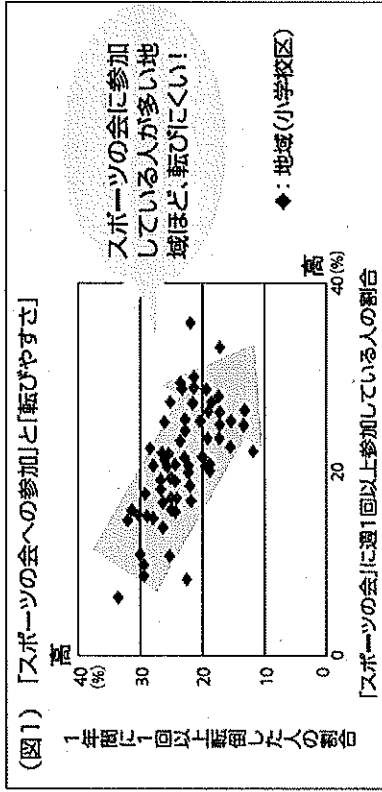 (図1)「スポーツの会への参加」と「転びやすさ」
スポーツの会に参加
している人が多い地
域ほど、転びにくい!
高
40
(%)
30
20
10
0
1年間に1回以上転倒した人の割合
0
20
40(%)
高
「スポーツの会」に週1回以上参加している人の割合
◆:地域(小学校区)